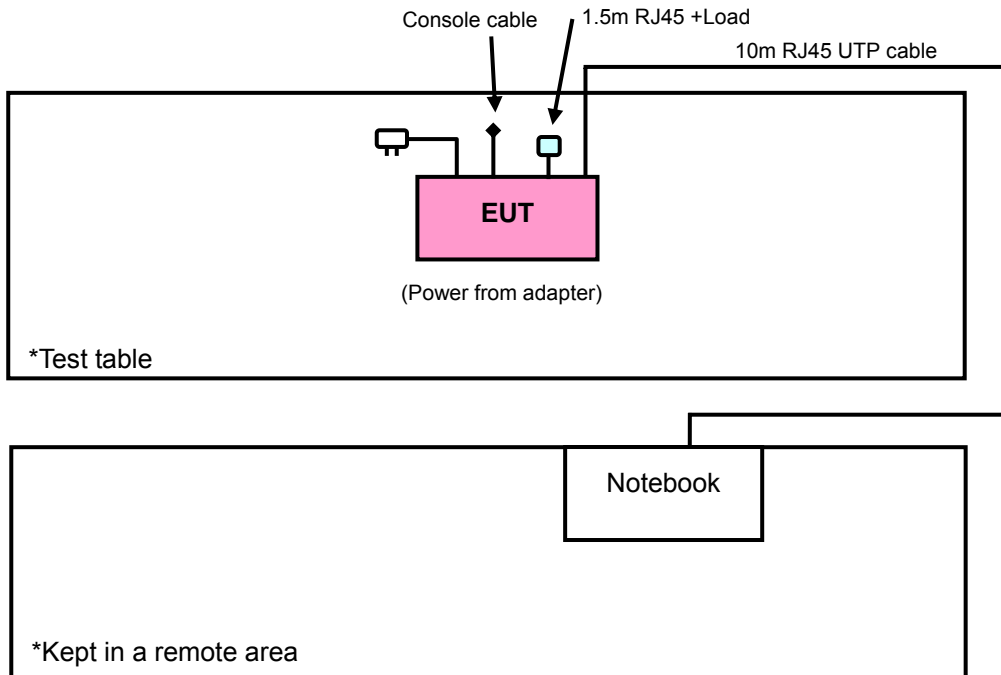 Console cable
1.5m RJ45 +Load
10m RJ45 UTP cable
EUT
(Power from adapter)
*Test table
Notebook
*Kept in a remote area